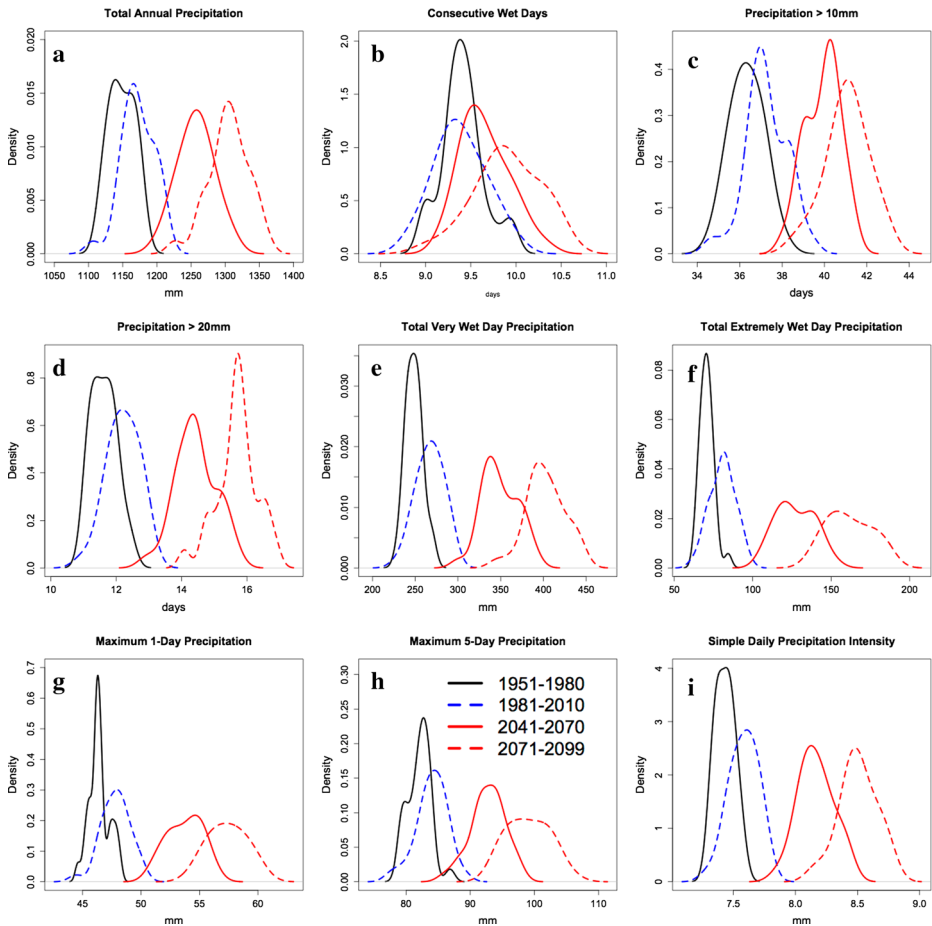 Total Annual Precipitation
a
Density
0.000 0.005 0.010 0.015 0.020
1050 1100 1150 1200 1250 1300 1350 1400
mm
Consecutive Wet Days
b
Density
0.0 0.5 1.0 1.5 2.0
8.5 9.0 9.5 10.0 10.5 11.0
days
Precipitation > 10mm
c
Density
0.0 0.1 0.2 0.3 0.4
34 36 38 40 42 44
days
Precipitation > 20mm
d
Density
0.0 0.2 0.4 0.6 0.8
10 12 14 16
days
Total Very Wet Day Precipitation
e
Density
0.000 0.010 0.020 0.030
200 250 300 350 400 450
mm
Total Extremely Wet Day Precipitation
f
Density
0.00 0.02 0.04 0.06 0.08
50 100 150 200
mm
Maximum 1-Day Precipitation
g
Density
0.0 0.1 0.2 0.3 0.4 0.5 0.6 0.7
45 50 55 60
mm
Maximum 5-Day Precipitation
h
1951-1980
1981-2010
2041-2070
2071-2099
Density
0.00 0.05 0.10 0.15 0.20 0.25 0.30
80 90 100 110
mm
Simple Daily Precipitation Intensity
i
Density
0 1 2 3 4
7.5 8.0 8.5 9.0
mm